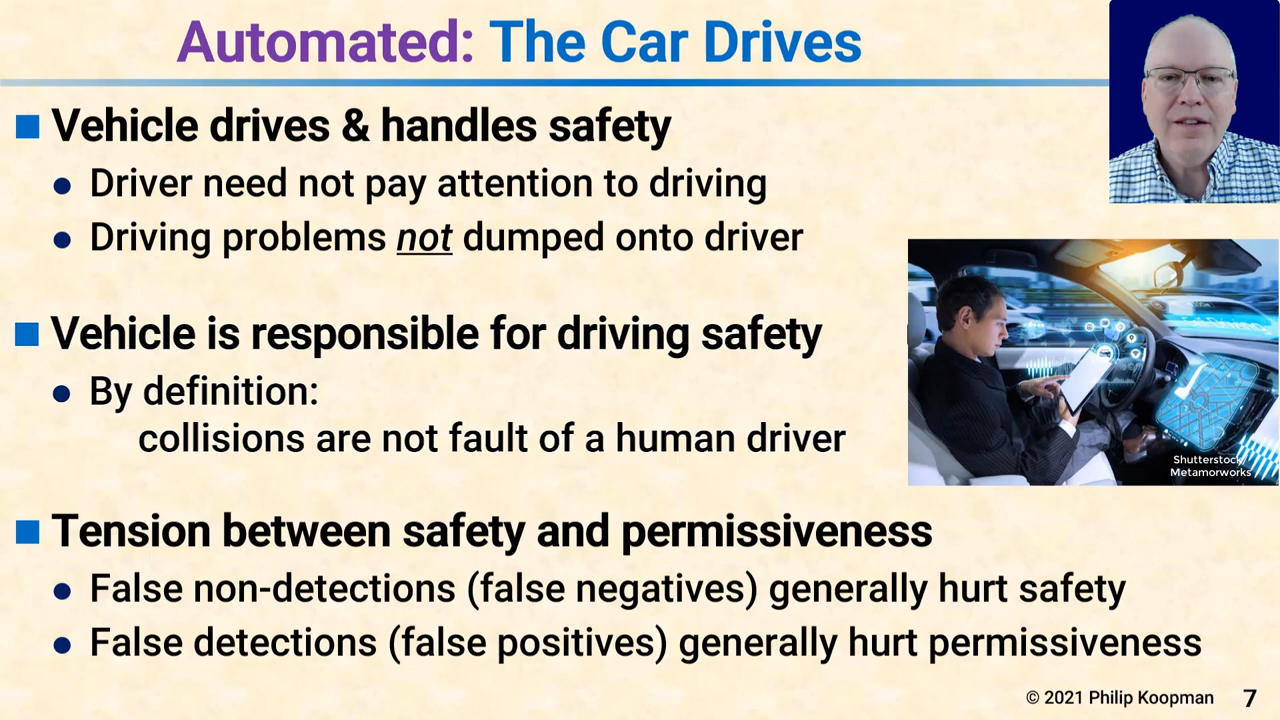 Automated: The Car Drives
Vehicle drives & handles safety
Driver need not pay attention to driving
Driving problems not dumped onto driver
Vehicle is responsible for driving safety
By definition:
collisions are not fault of a human driver
Shutterstock/
Metamorworks
Tension between safety and permissiveness
False non-detections (false negatives) generally hurt safety
False detections (false positives) generally hurt permissiveness
© 2021 Philip Koopman 7